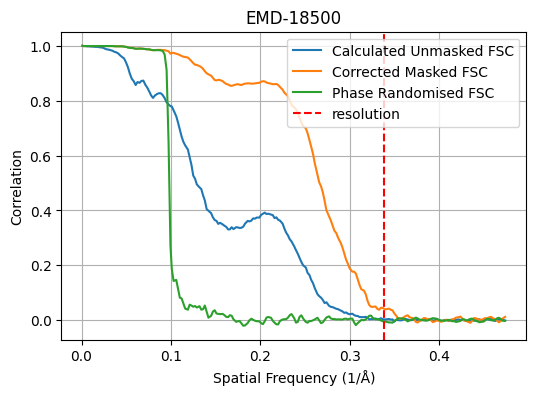 EMD-18500
1.0
0.8
0.6
0.4
0.2
0.0
Correlation
Calculated Unmasked FSC
Corrected Masked FSC
Phase Randomised FSC
resolution
0.0 0.1 0.2 0.3 0.4
Spatial Frequency (1/Å)